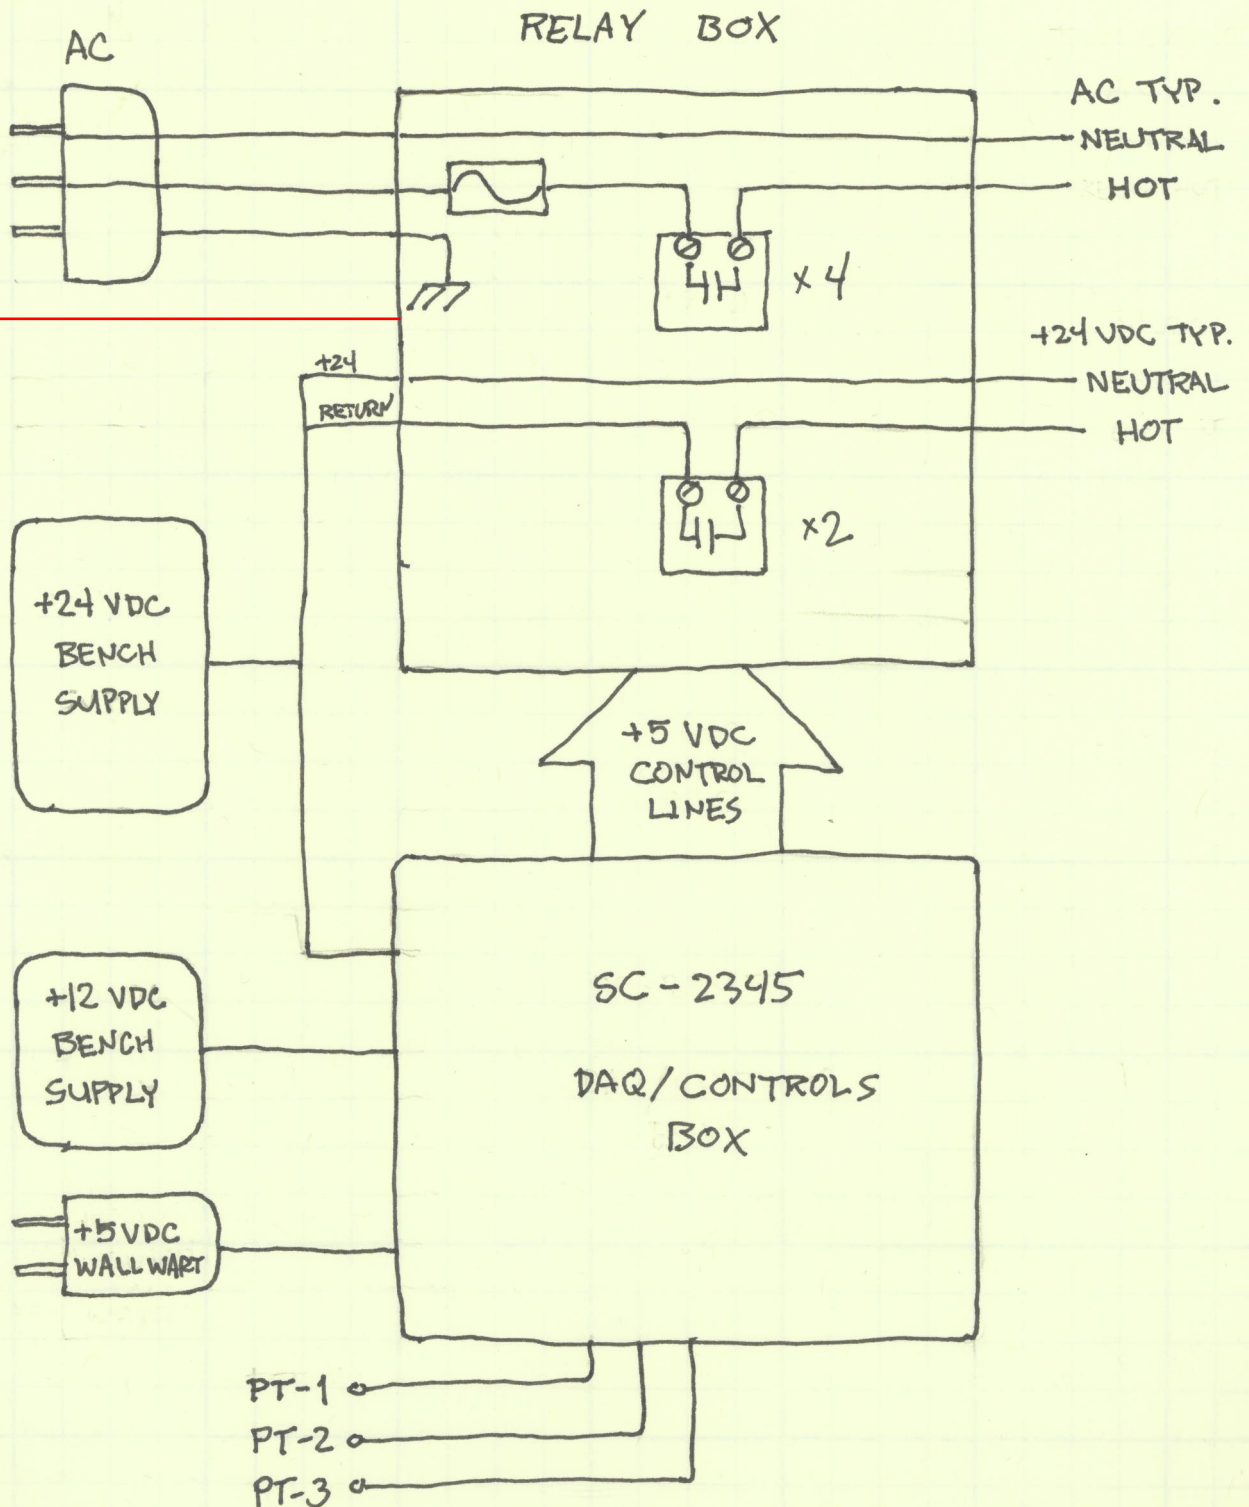 RELAY BOX
AC
AC TYP.
NEUTRAL
HOT
x4
+24 VDC TYP.
+24
NEUTRAL
RETURN
HOT
x2
+24 VDC
BENCH
SUPPLY
+5 VDC
CONTROL
LINES
SC-2345
DAQ/CONTROLS
BOX
+12 VDC
BENCH
SUPPLY
+5VDC
WALLWART
PT-1
PT-2
PT-3